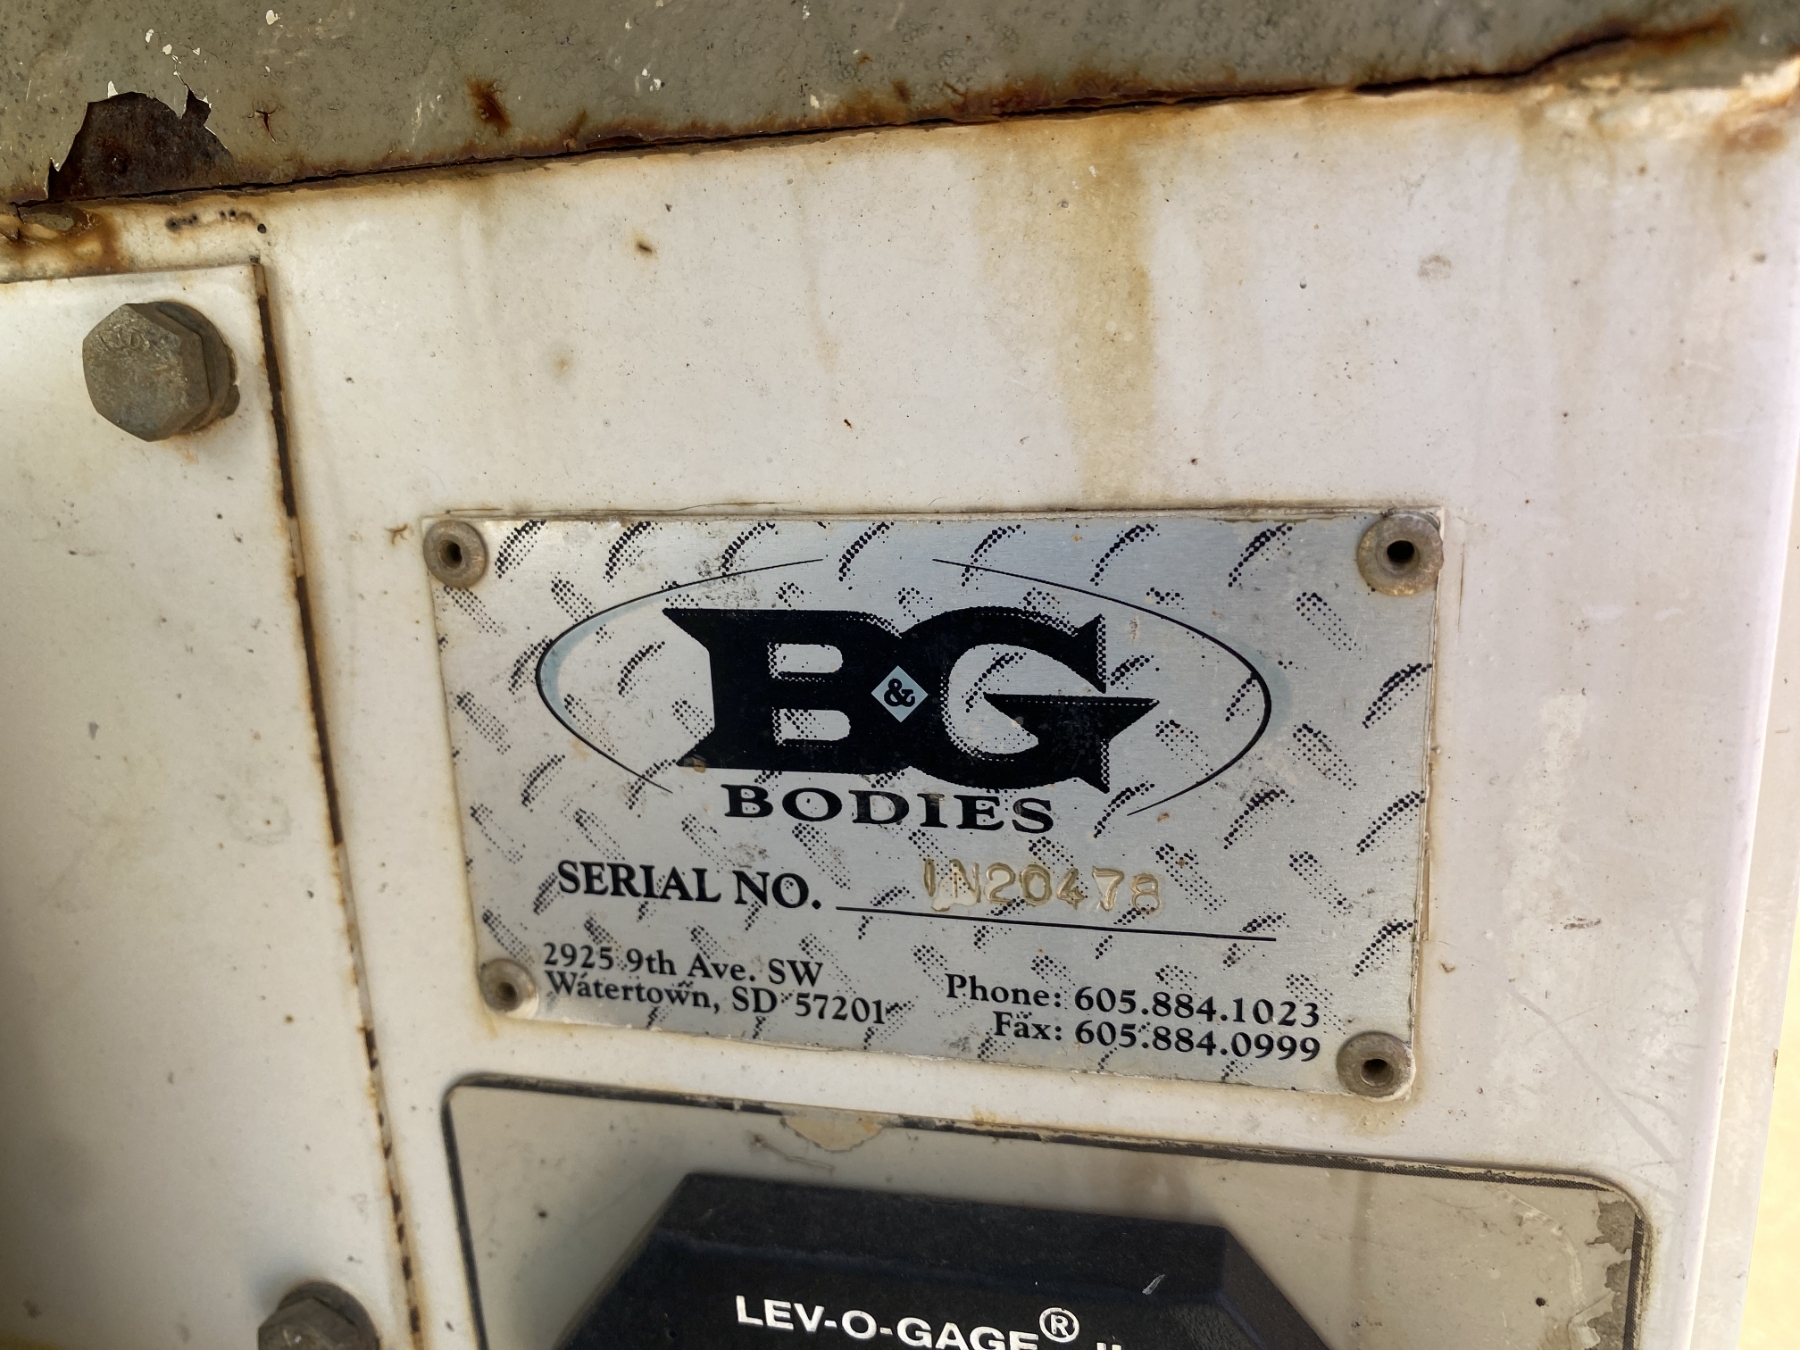 B&G
BODIES
SERIAL NO. 1N20478
2925 9th Ave. SW
Watertown, SD 57201
Phone: 605.884.1023
Fax: 605.884.0999
LEV-O-GAGE®